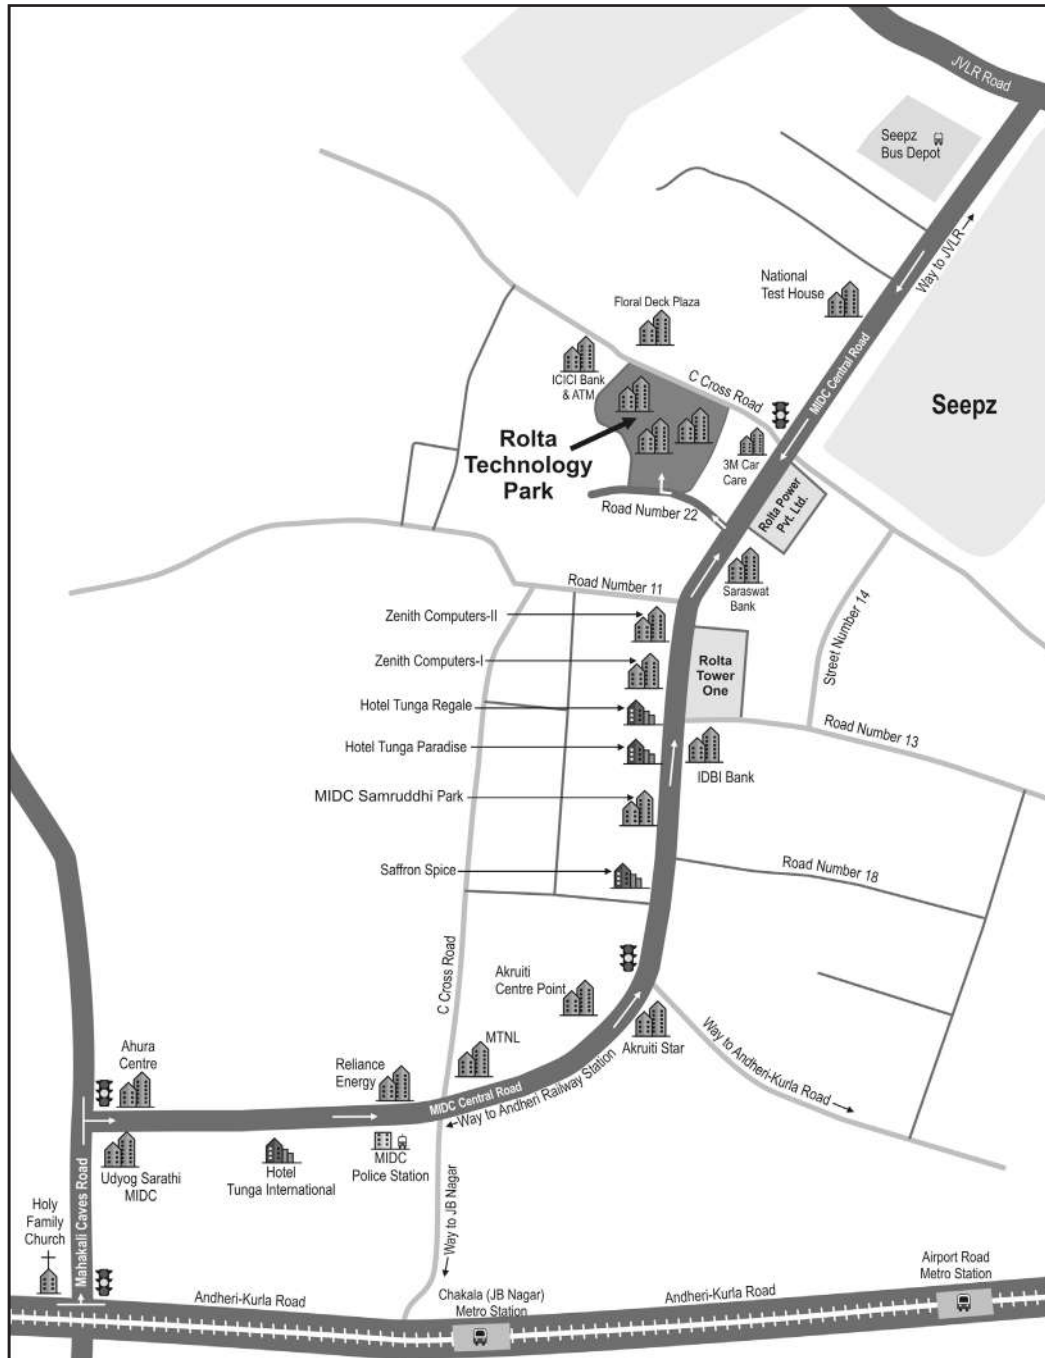 JVLR Road
Seepz
Bus Depot
Way to JVLR
National
Test House
Floral Deck Plaza
MIDC Central Road
ICICI Bank
& ATM
C Cross Road
Seepz
Rolta
Technology
Park
3M Car
Care
Rolta Power
Pvt. Ltd.
Road Number 22
Road Number 11
Saraswat
Bank
Street Number 14
Zenith Computers-II
Zenith Computers-I
Rolta
Tower
One
Hotel Tunga Regale
Road Number 13
Hotel Tunga Paradise
IDBI Bank
MIDC Samruddhi Park
Saffron Spice
Road Number 18
C Cross Road
Akruiti
Centre Point
Akruiti Star
Way to Andheri-Kurla Road
MTNL
Ahura
Centre
Reliance
Energy
MIDC Central Road
Way to Andheri Railway Station
Udyog Sarathi
MIDC
Hotel
Tunga International
MIDC
Police Station
Mahakali Caves Road
Way to JB Nagar
Holy
Family
Church
Airport Road
Metro Station
Andheri-Kurla Road
Chakala (JB Nagar)
Metro Station
Andheri-Kurla Road